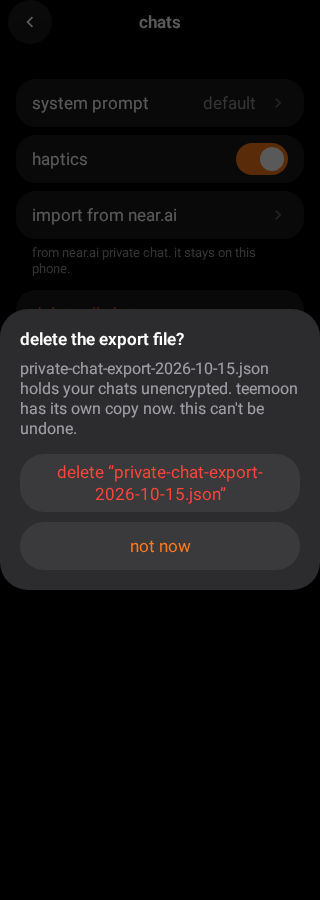 chats
system prompt default
haptics
import from near.ai
from near.ai private chat. it stays on this
phone.
delete the export file?
private-chat-export-2026-10-15.json
holds your chats unencrypted. teemoon
has its own copy now. this can't be
undone.
delete “private-chat-export-
2026-10-15.json”
not now